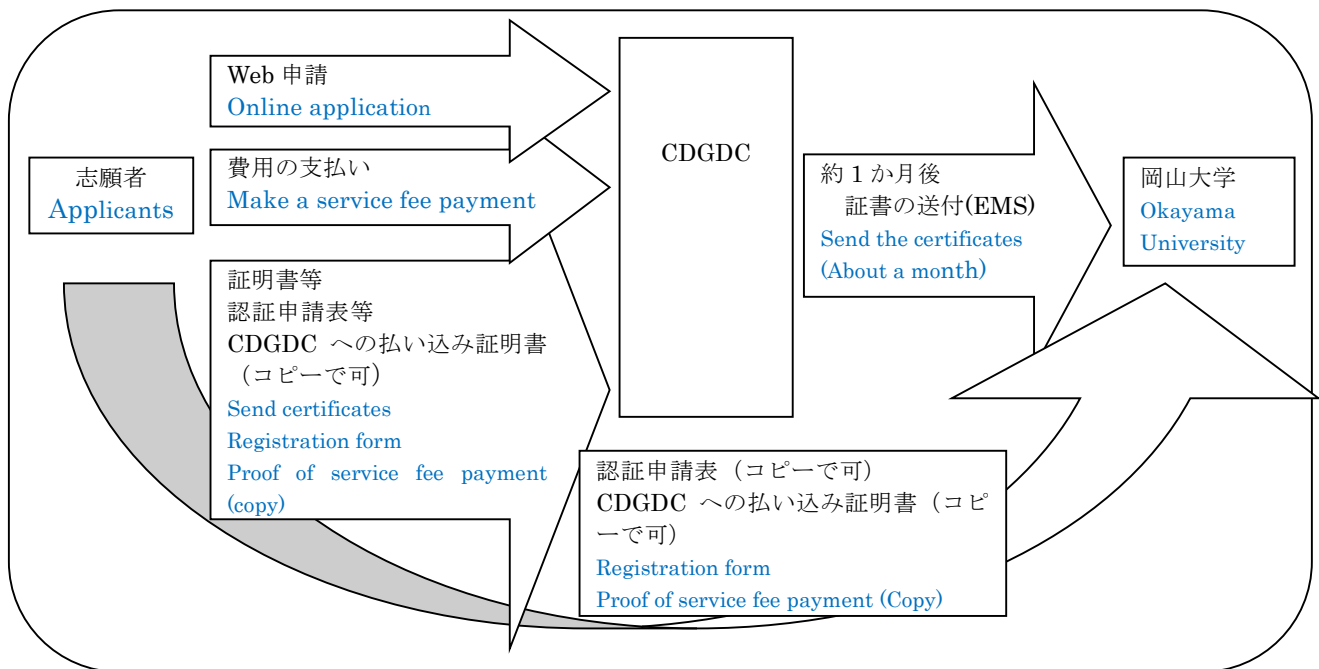 志願者
Applicants
Web 申請
Online application
費用の支払い
Make a service fee payment
証明書等
認証申請表等
CDGDC への払い込み証明書
（コピーで可）
Send certificates
Registration form
Proof of service fee payment
(copy)
CDGDC
約 1 か月後
証書の送付(EMS)
Send the certificates
(About a month)
岡山大学
Okayama
University
認証申請表（コピーで可）
CDGDC への払い込み証明書（コピ
ーで可）
Registration form
Proof of service fee payment (Copy)